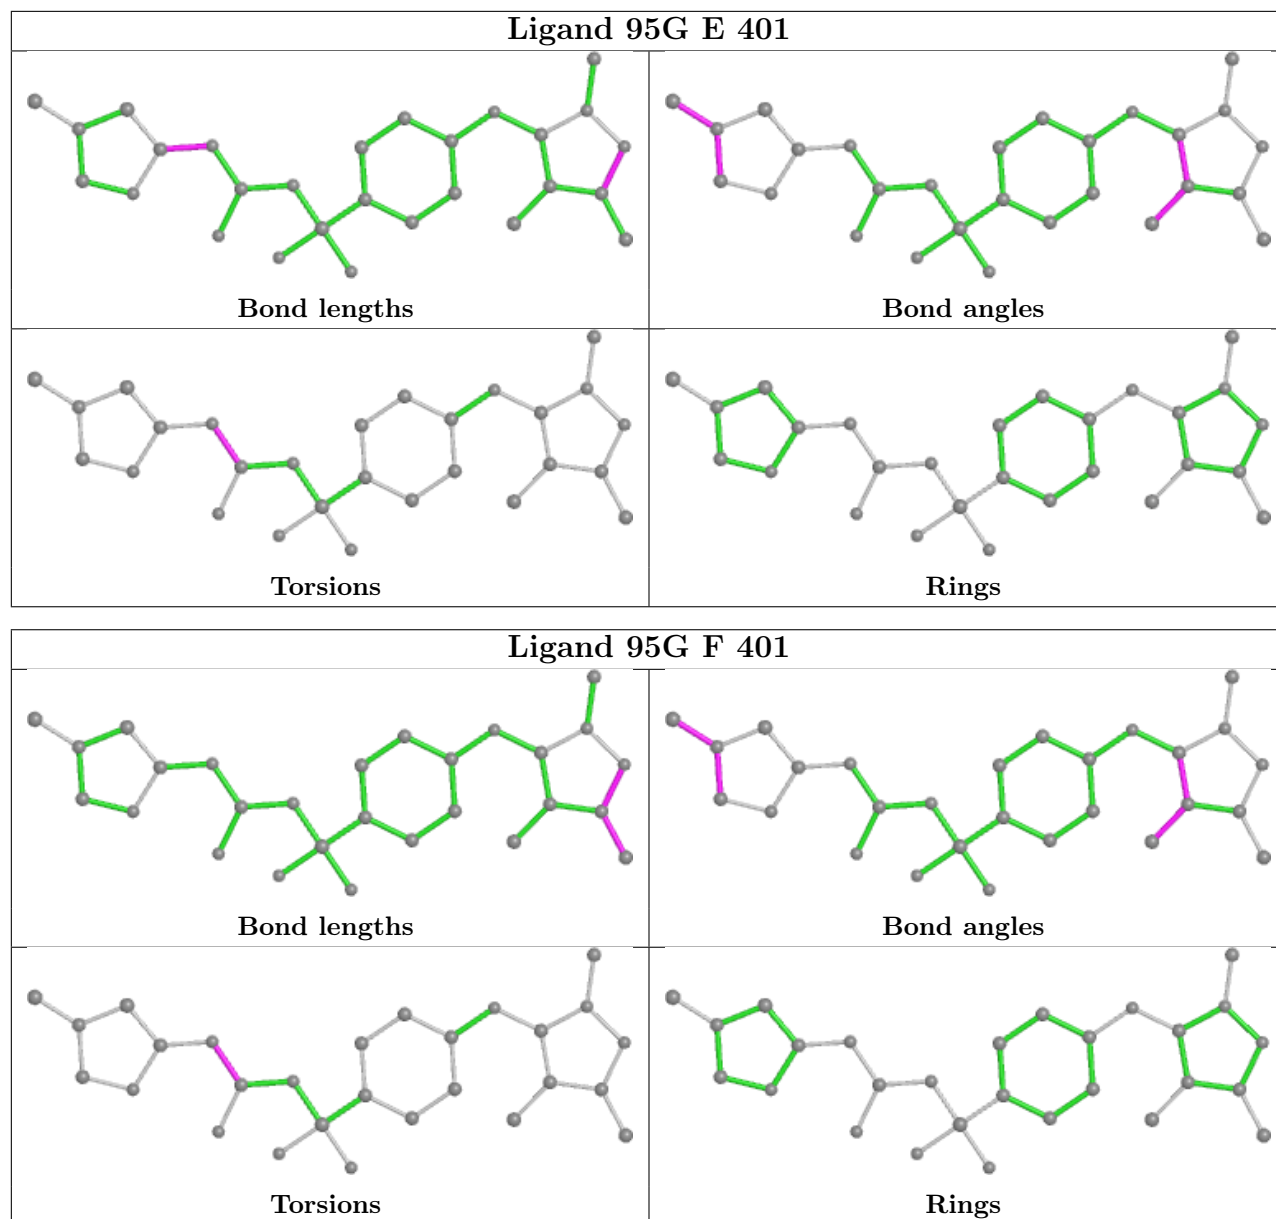 Ligand 95G E 401
Bond lengths
Bond angles
Torsions
Rings
Ligand 95G F 401
Bond lengths
Bond angles
Torsions
Rings